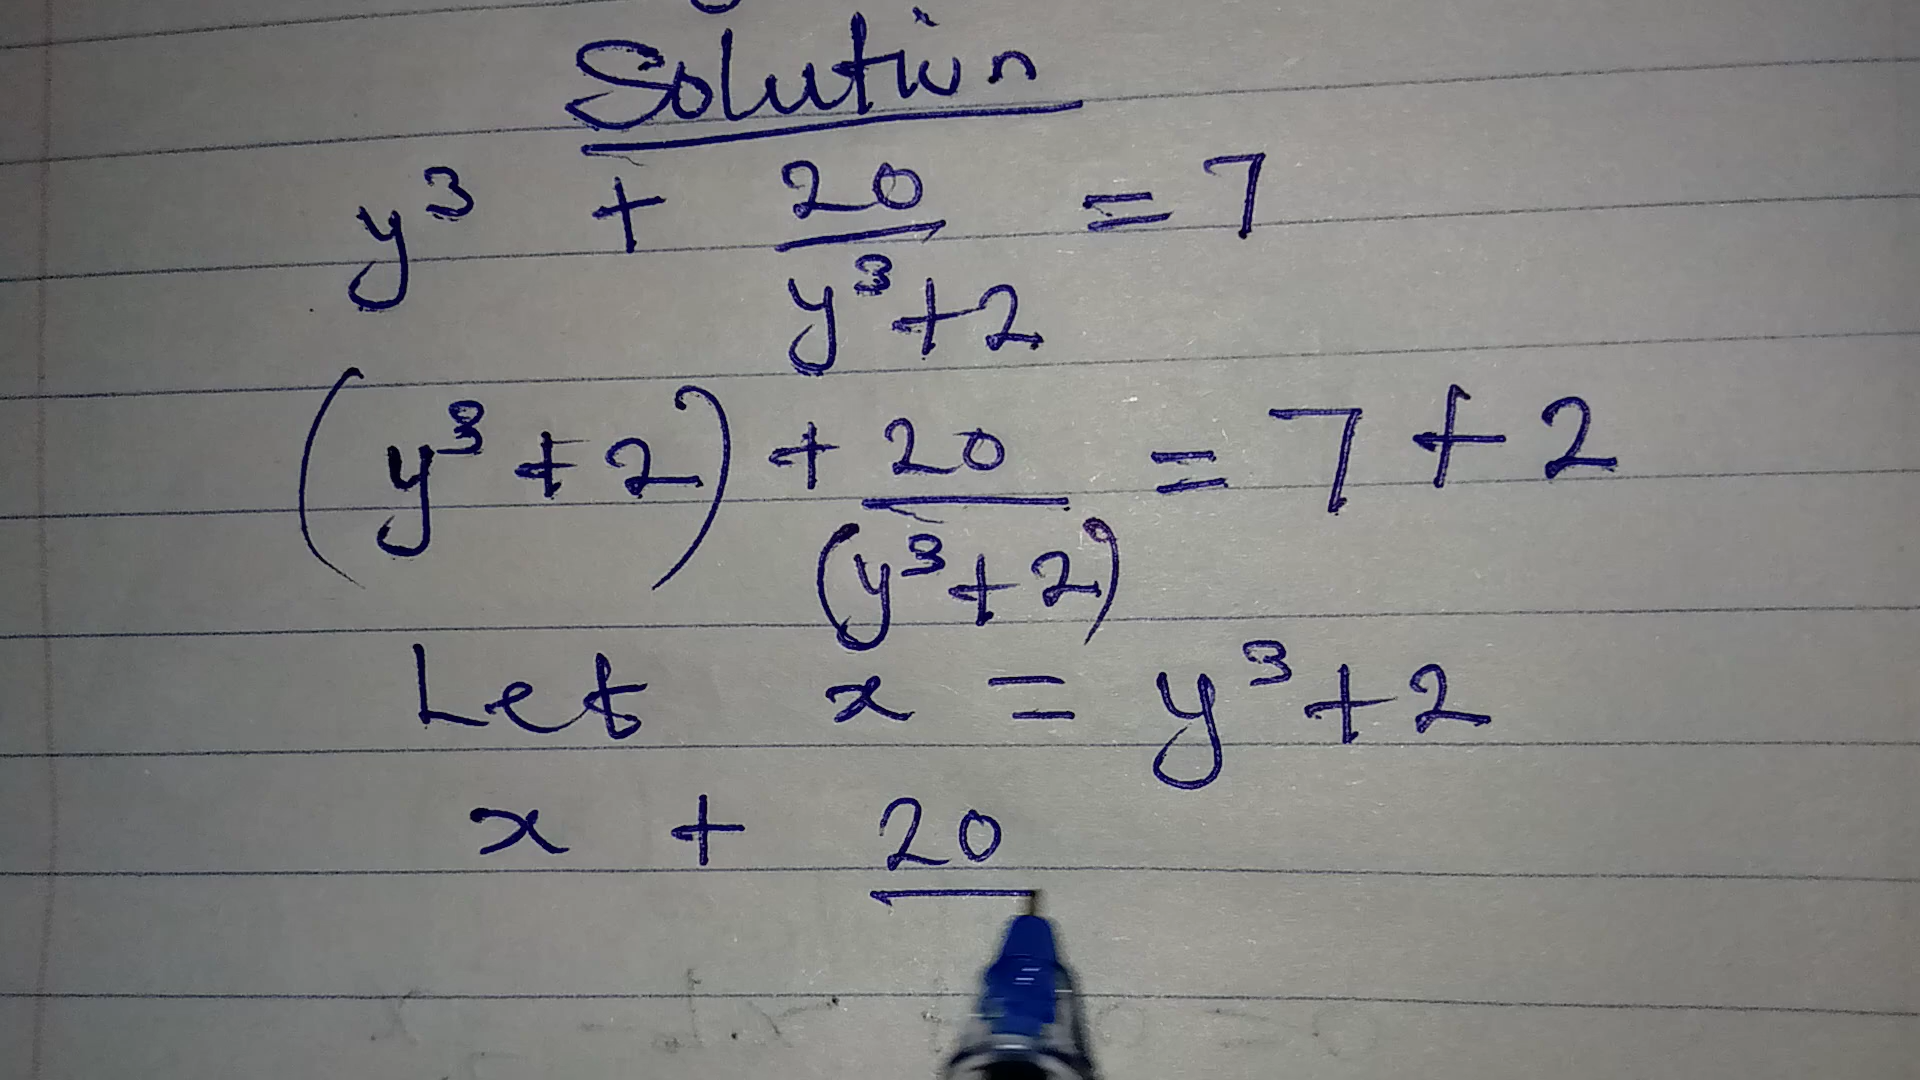 Solution
y³ + 20/y³+2 = 7
(y³ + 2) + 20/(y³+2) = 7 + 2
Let x = y³+2
x + 20